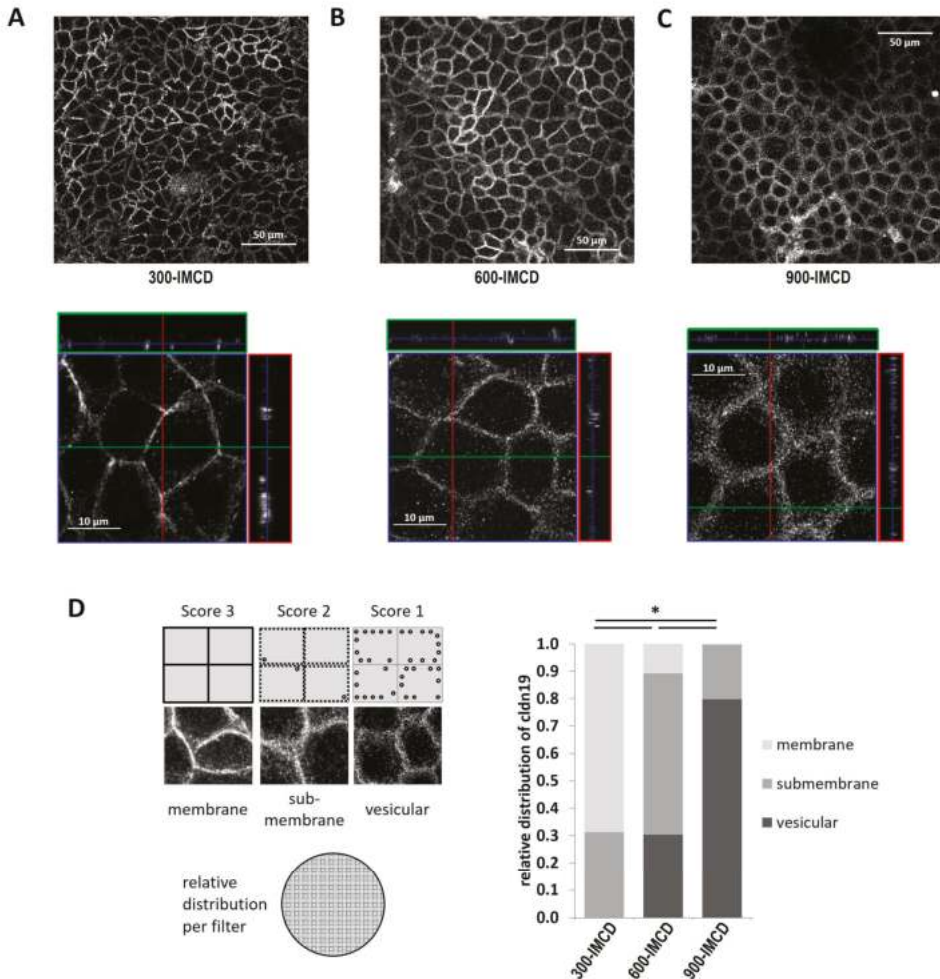 A
B
C
50 µm
50 µm
50 µm
300-IMCD
600-IMCD
900-IMCD
10 µm
10 µm
10 µm
D
Score 3
Score 2
Score 1
membrane
sub-
membrane
vesicular
relative
distribution
per filter
*
relative distribution of cldn19
1.0
0.9
0.8
0.7
0.6
0.5
0.4
0.3
0.2
0.1
0.0
300-IMCD
600-IMCD
900-IMCD
membrane
submembrane
vesicular